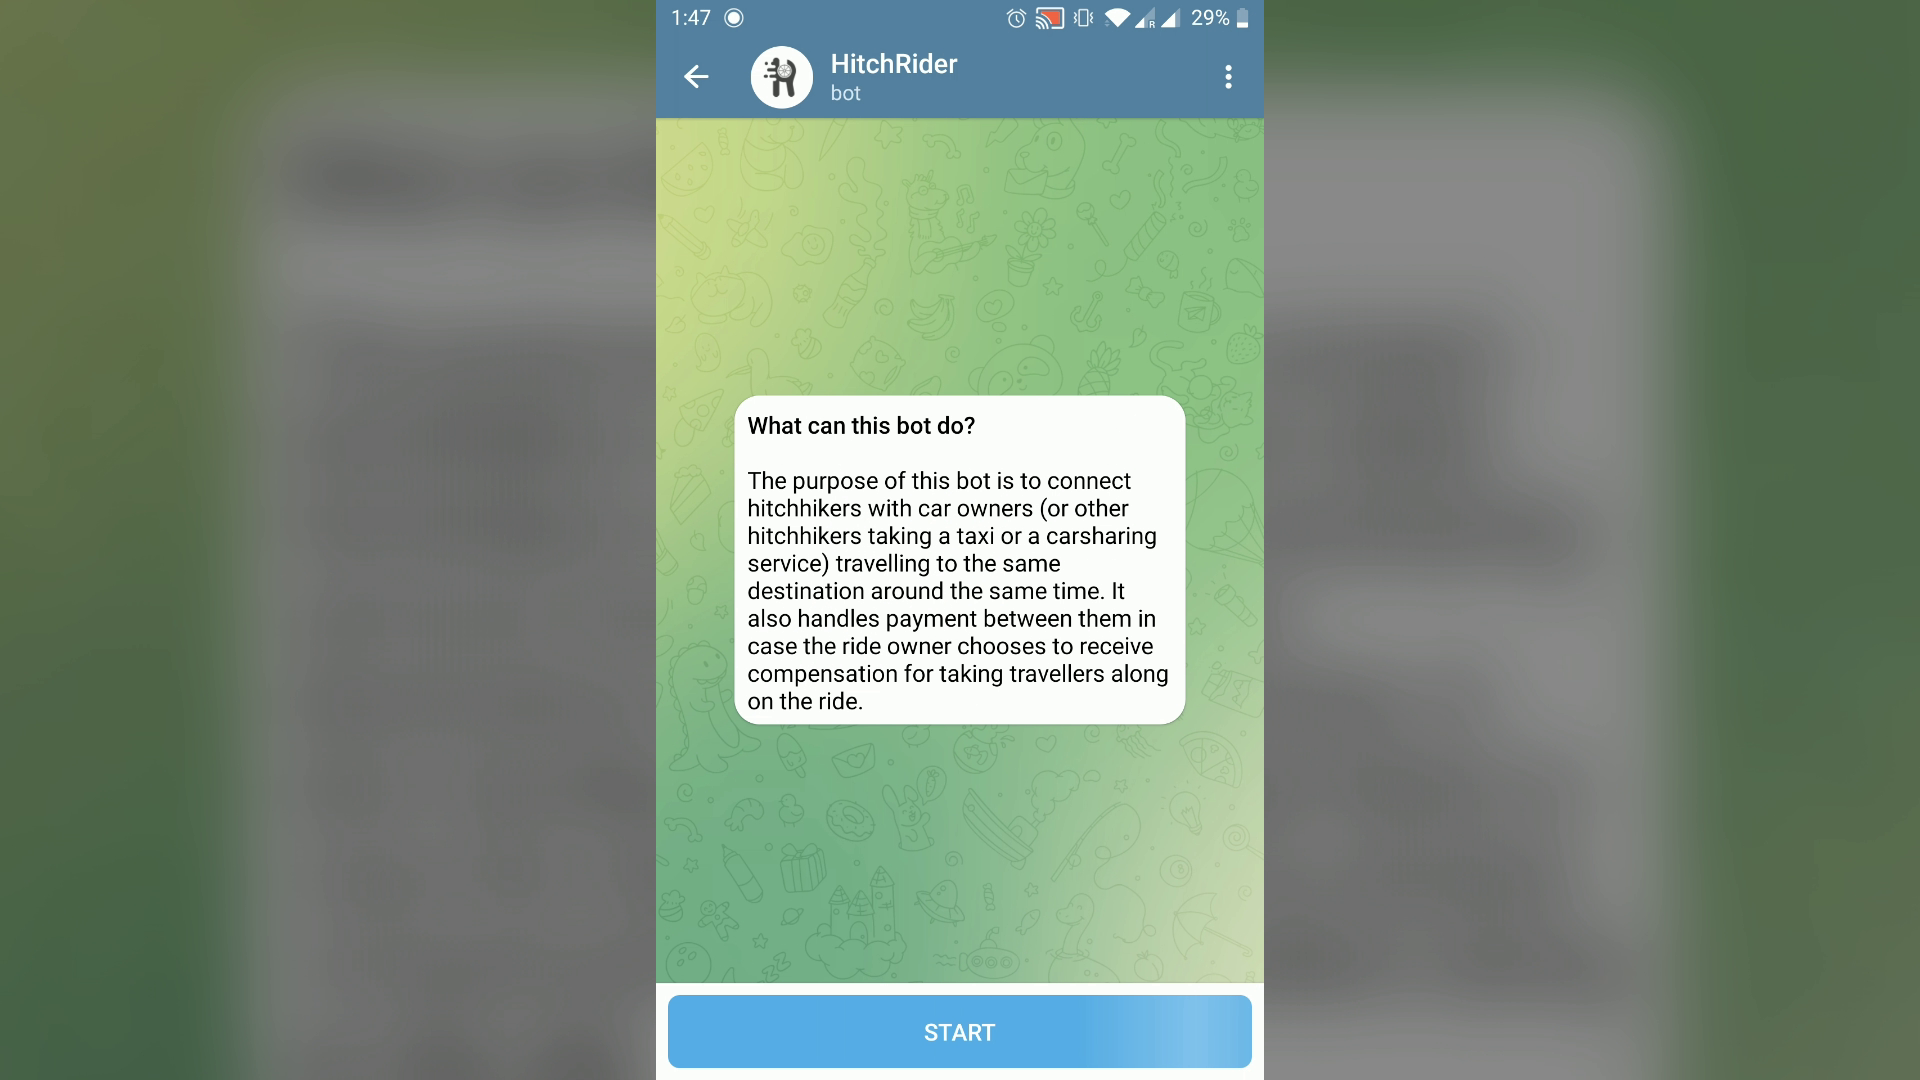 1:47
R
29%
HitchRider
bot
What can this bot do?
The purpose of this bot is to connect
hitchhikers with car owners (or other
hitchhikers taking a taxi or a carsharing
service) travelling to the same
destination around the same time. It
also handles payment between them in
case the ride owner chooses to receive
compensation for taking travellers along
on the ride.
START